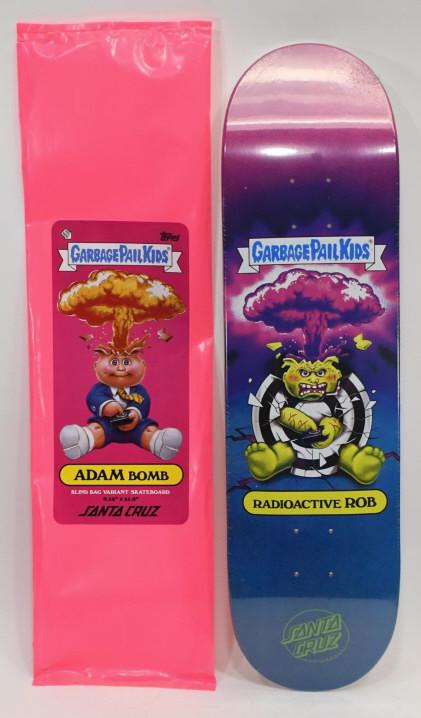 Topps
GARBAGE PAIL KIDS
ADAM BOMB
BLIND BAG VARIANT SKATEBOARD
SANTA CRUZ
GARBAGE PAIL KIDS
RADIOACTIVE ROB
SANTA
CRUZ